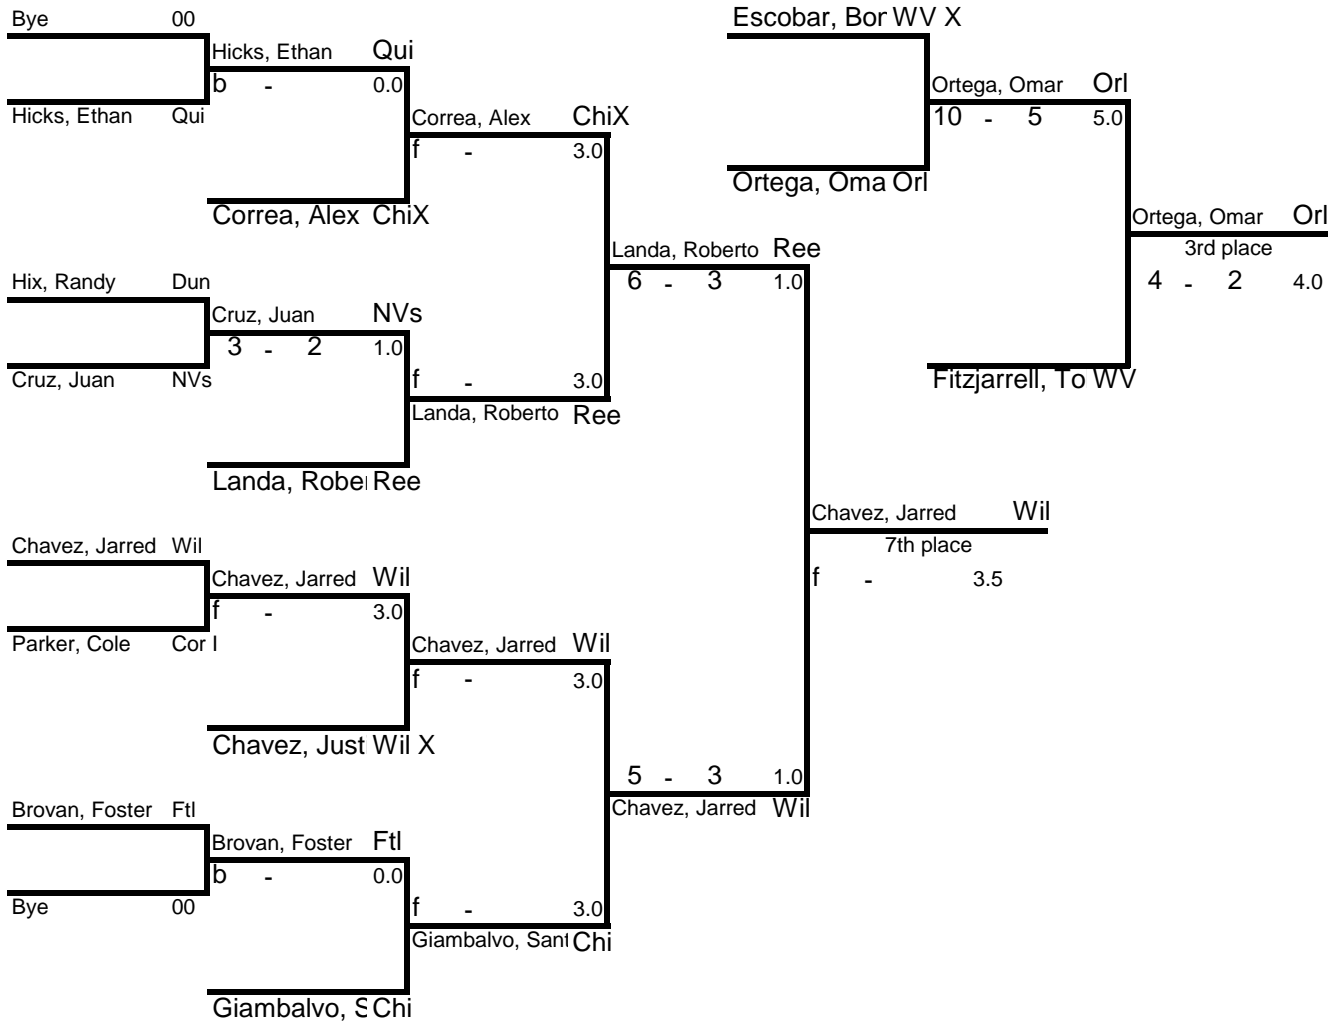 Bye 00
Hicks, Ethan Qui
b - 0.0
Hicks, Ethan Qui
Correa, Alex ChiX
f - 3.0
Correa, Alex ChiX
Hix, Randy Dun
Cruz, Juan NVs
3 - 2 1.0
Cruz, Juan NVs
f - 3.0
Landa, Roberto Ree
Landa, Rober Ree
Landa, Roberto Ree
6 - 3 1.0
Chavez, Jarred Wil
Chavez, Jarred Wil
f - 3.0
Parker, Cole Cor I
Chavez, Jarred Wil
f - 3.0
Chavez, Just Wil X
Brovan, Foster Ftl
Brovan, Foster Ftl
b - 0.0
Bye 00
f - 3.0
Giambalvo, Sant Chi
Giambalvo, S Chi
5 - 3 1.0
Chavez, Jarred Wil
Chavez, Jarred Wil
7th place
f - 3.5
Escobar, Bor WV X
Ortega, Omar Orl
10 - 5 5.0
Ortega, Oma Orl
Ortega, Omar Orl
3rd place
4 - 2 4.0
Fitzjarrell, To WV